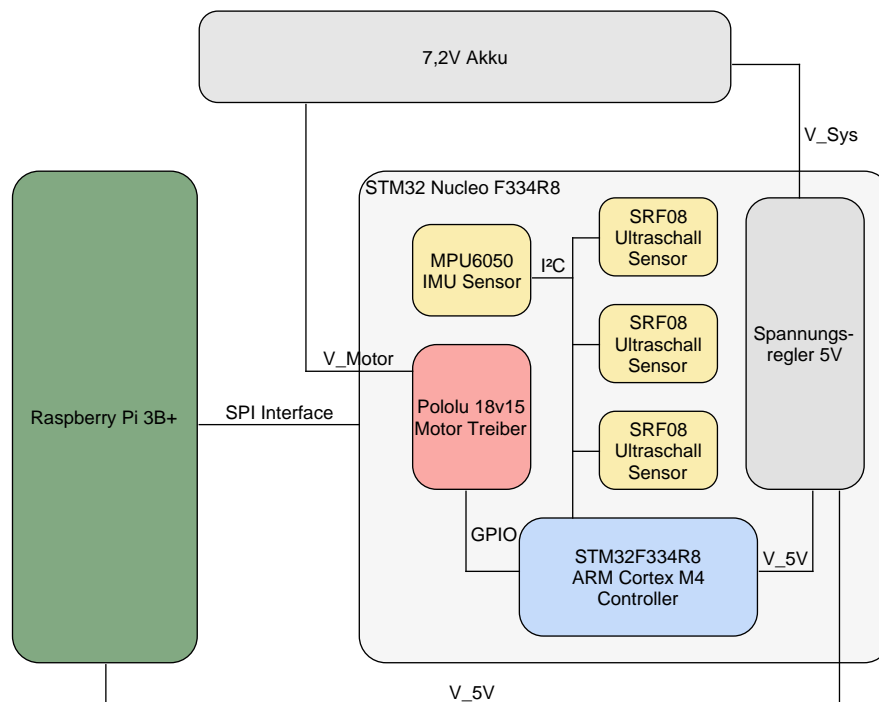 7,2V Akku
V_Sys
STM32 Nucleo F334R8
SRF08
Ultraschall
Sensor
MPU6050
IMU Sensor
I²C
SRF08
Ultraschall
Sensor
Spannungs-
regler 5V
V_Motor
Pololu 18v15
Motor Treiber
Raspberry Pi 3B+
SPI Interface
SRF08
Ultraschall
Sensor
GPIO
STM32F334R8
ARM Cortex M4
Controller
V_5V
V_5V